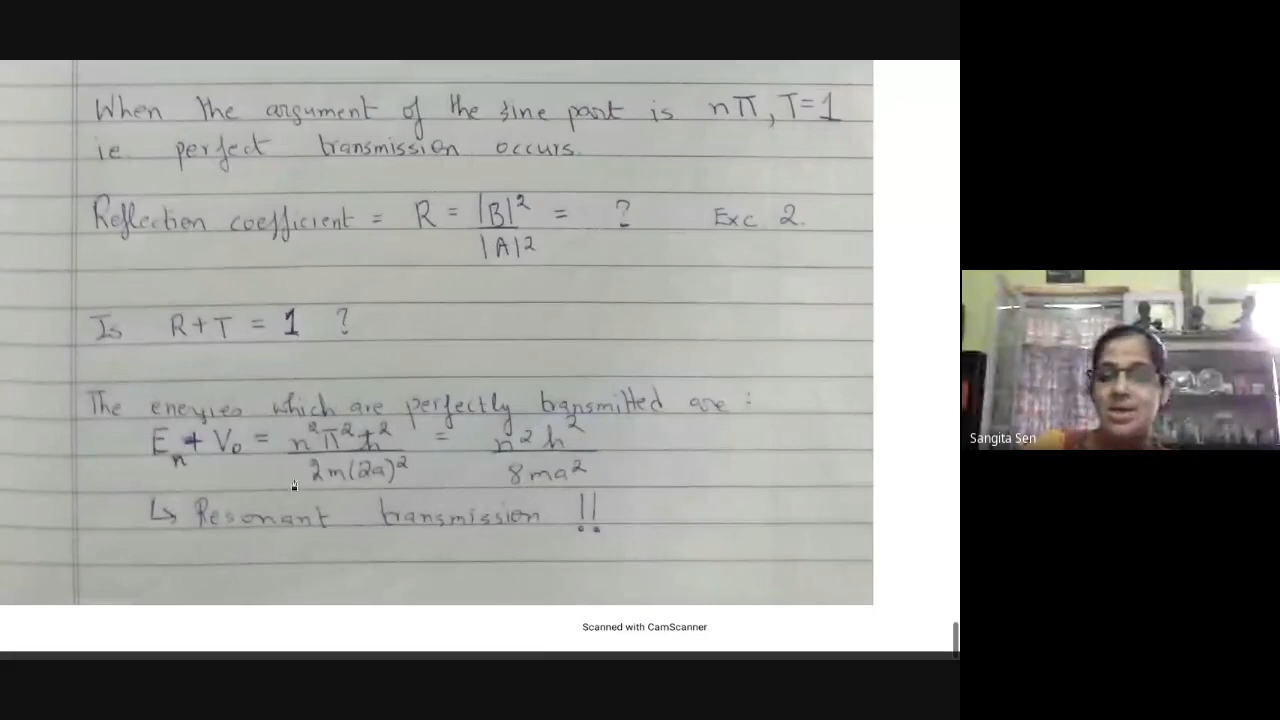 When the argument of the sine part is nπ, T=1
ie. perfect transmission occurs.
Reflection coefficient = R = |B|² / |A|² = ? Exc 2.
Is R+T = 1 ?
The energies which are perfectly transmitted are :
Eₙ + V₀ = n²π²ħ² / 2m(2a)² = n²h² / 8ma²
↳ Resonant transmission !!
Scanned with CamScanner
Sangita Sen